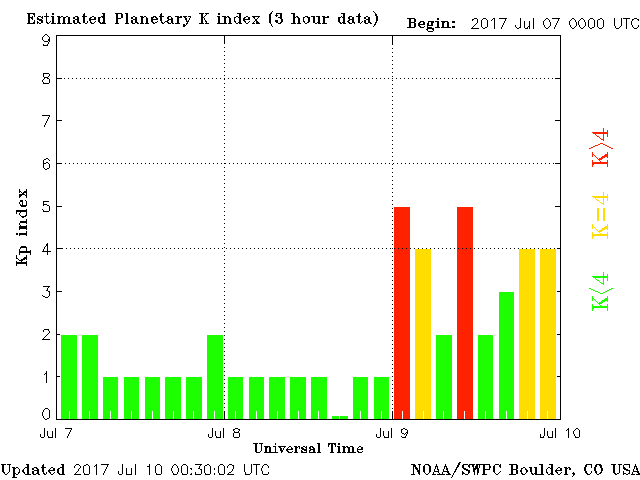 Estimated Planetary K index (3 hour data) Begin: 2017 Jul 07 0000 UTC
9
8
7
6
5
4
3
2
1
0
Kp index
K>4
K=4
K<4
Jul 7 Jul 8 Jul 9 Jul 10
Universal Time
Updated 2017 Jul 10 00:30:02 UTC NOAA/SWPC Boulder, CO USA